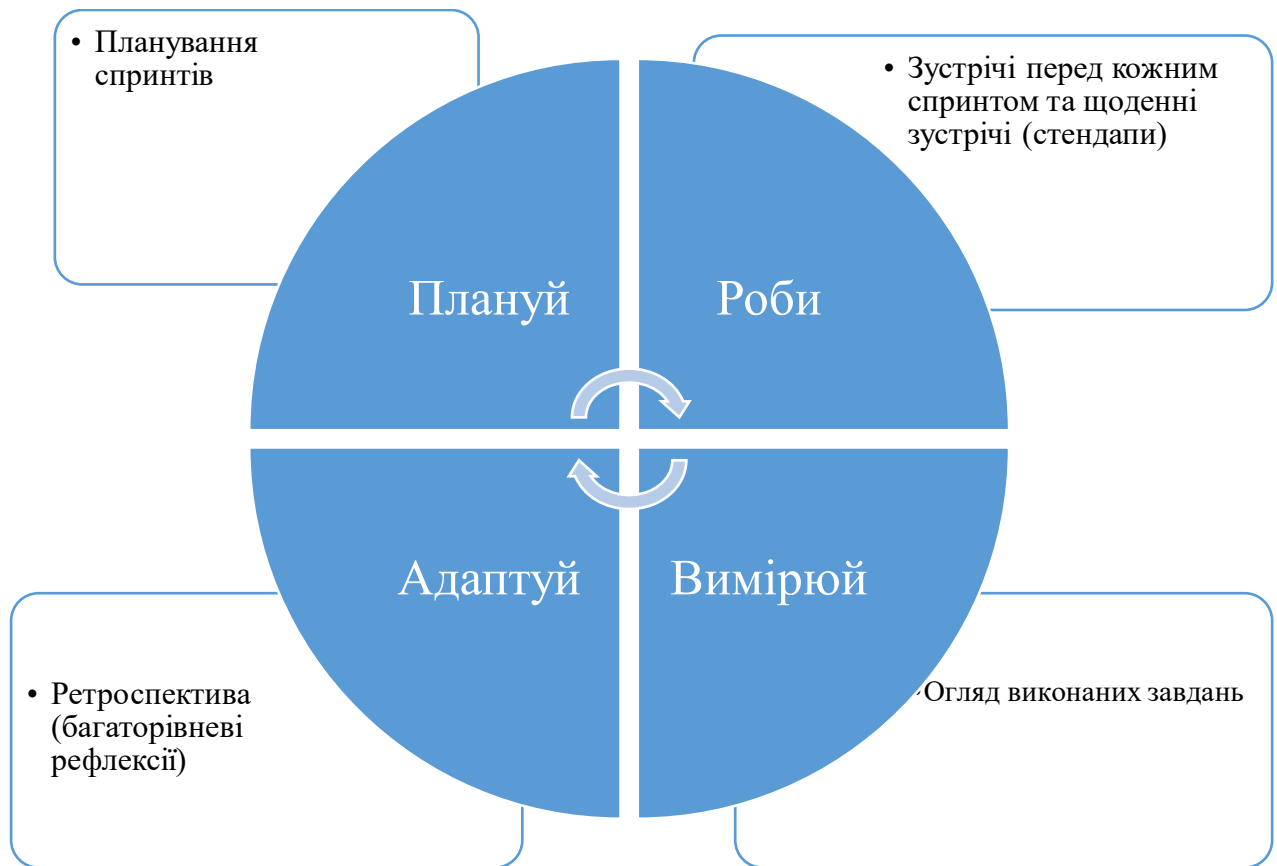 • Планування
спринтів
• Зустрічі перед кожним
спринтом та щоденні
зустрічі (стендапи)
Плануй
Роби
Адаптуй
Вимірюй
• Ретроспектива
(багаторівневі
рефлексії)
Огляд виконаних завдань